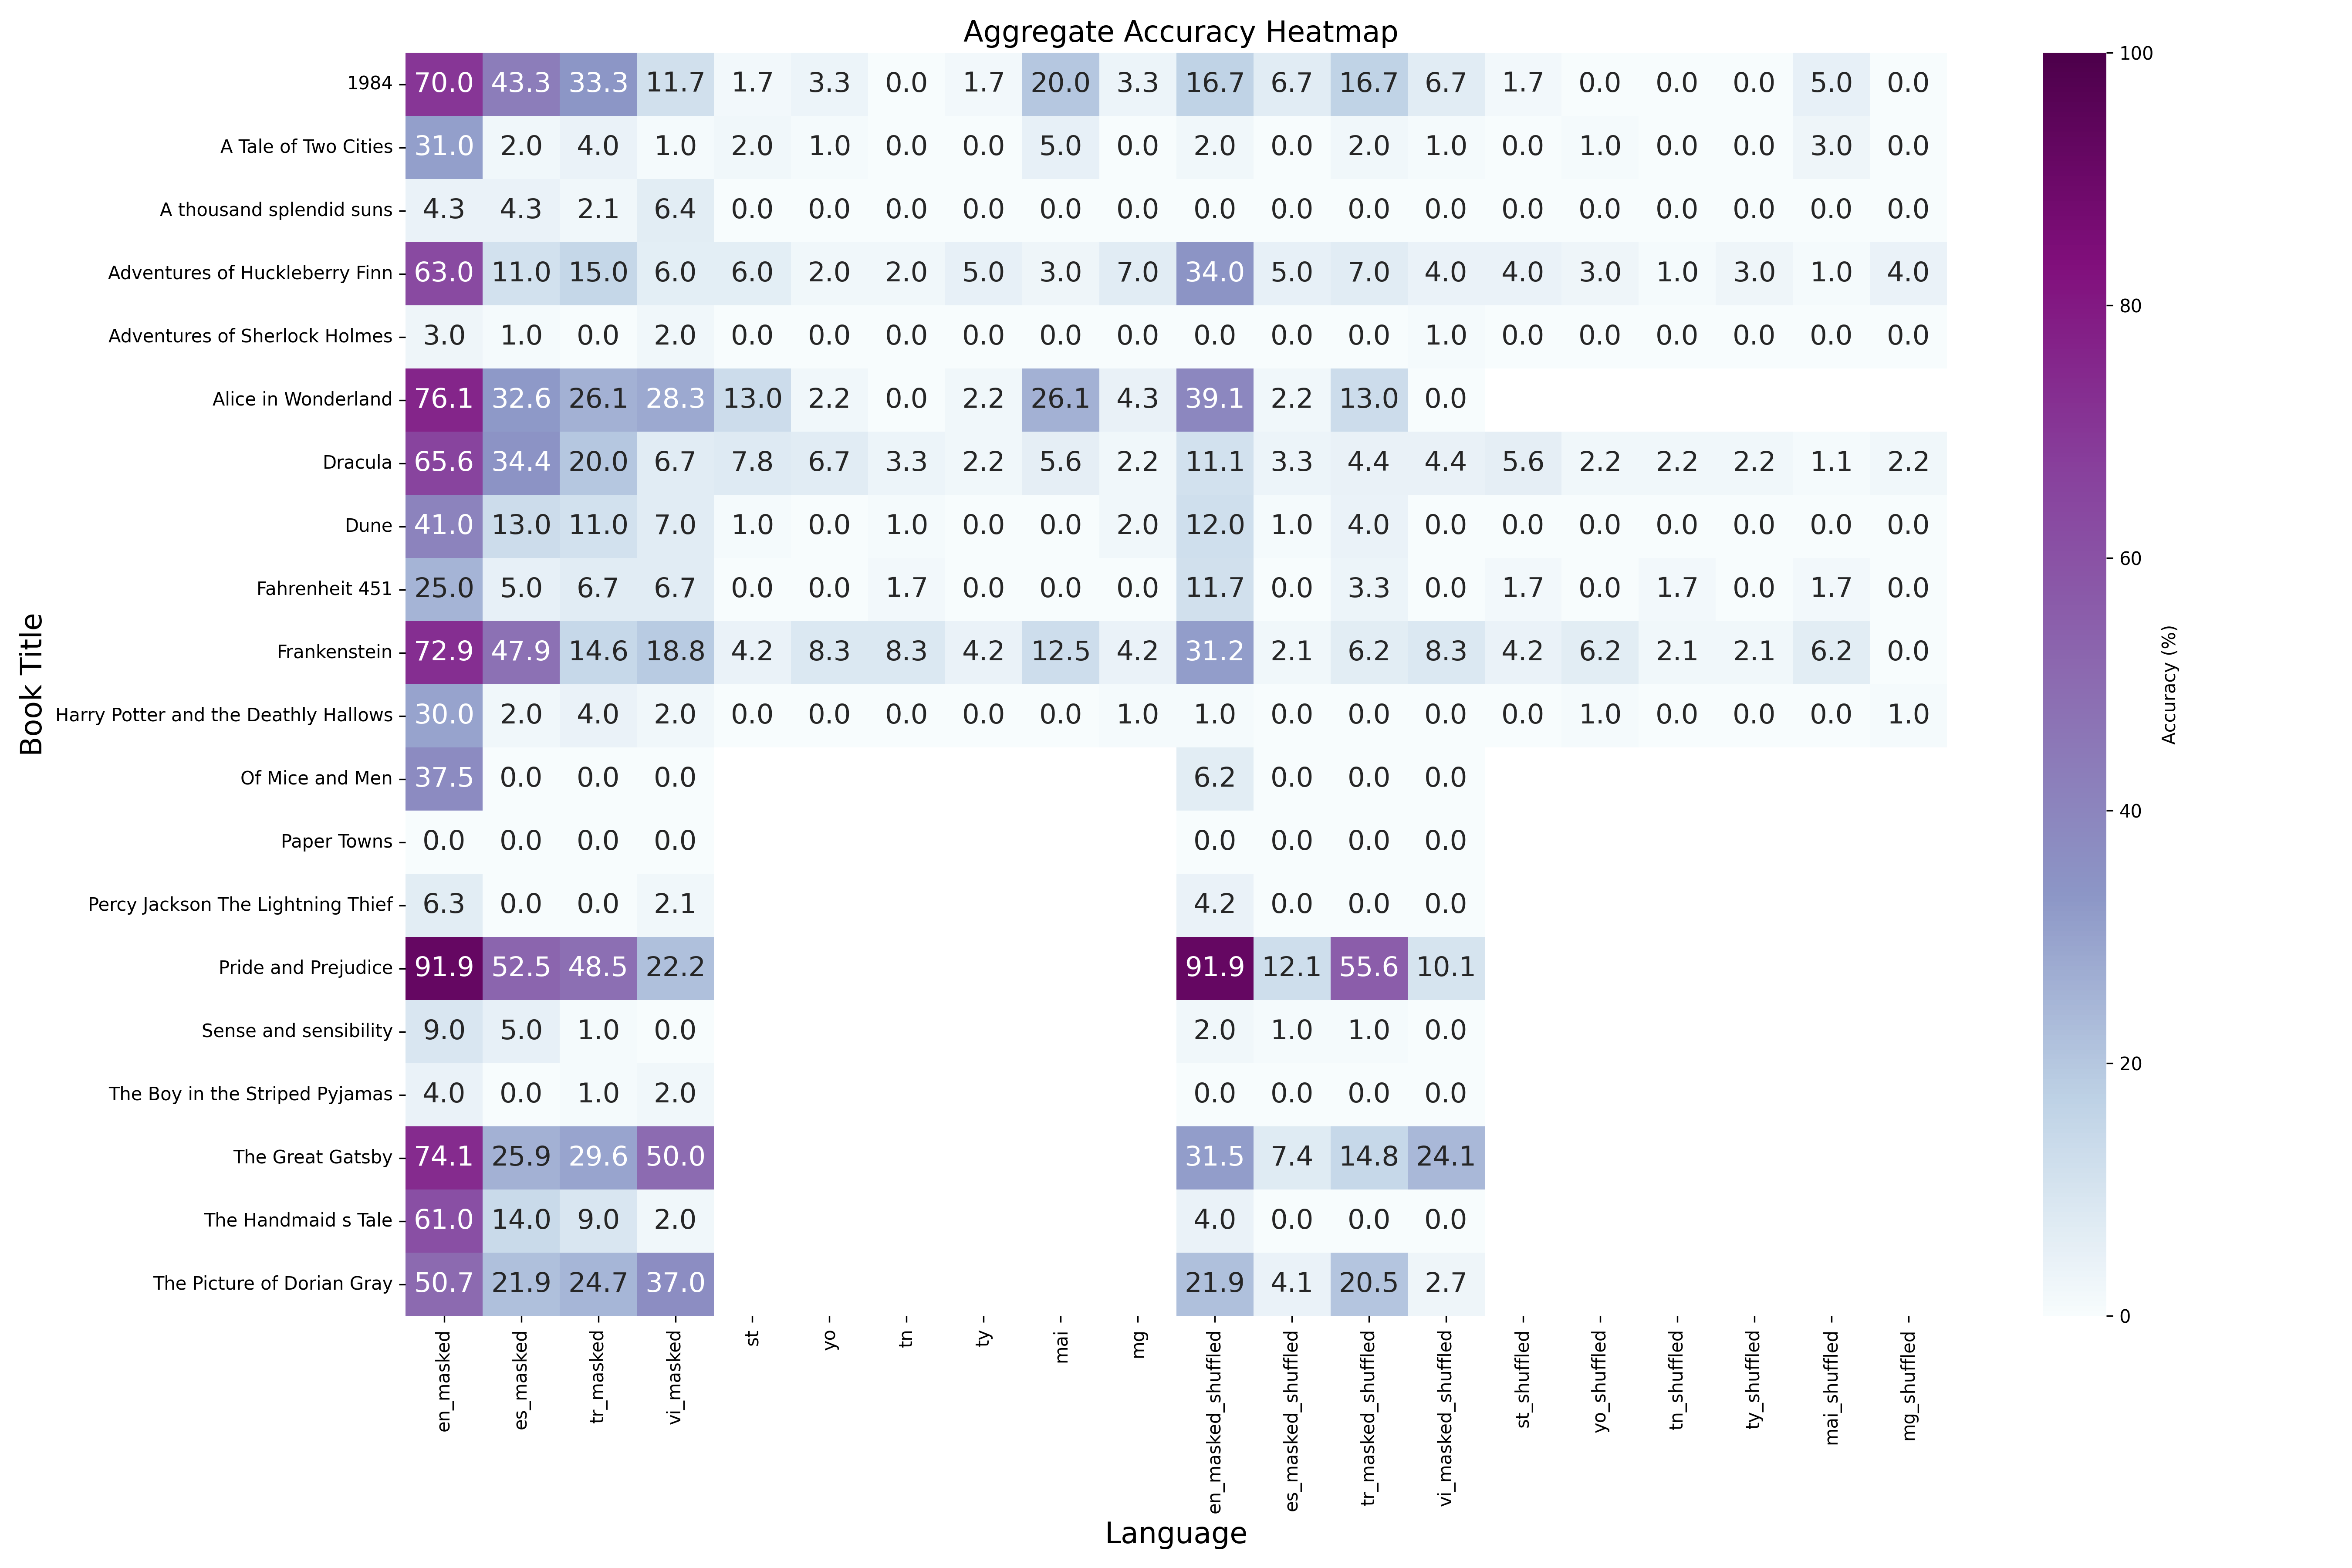 Aggregate Accuracy Heatmap
1984 70.0 43.3 33.3 11.7 1.7 3.3 0.0 1.7 20.0 3.3 16.7 6.7 16.7 6.7 1.7 0.0 0.0 0.0 5.0 0.0
A Tale of Two Cities 31.0 2.0 4.0 1.0 2.0 1.0 0.0 0.0 5.0 0.0 2.0 0.0 2.0 1.0 0.0 1.0 0.0 0.0 3.0 0.0
A thousand splendid suns 4.3 4.3 2.1 6.4 0.0 0.0 0.0 0.0 0.0 0.0 0.0 0.0 0.0 0.0 0.0 0.0 0.0 0.0 0.0 0.0
Adventures of Huckleberry Finn 63.0 11.0 15.0 6.0 6.0 2.0 2.0 5.0 3.0 7.0 34.0 5.0 7.0 4.0 4.0 3.0 1.0 3.0 1.0 4.0
Adventures of Sherlock Holmes 3.0 1.0 0.0 2.0 0.0 0.0 0.0 0.0 0.0 0.0 0.0 0.0 0.0 1.0 0.0 0.0 0.0 0.0 0.0 0.0
Alice in Wonderland 76.1 32.6 26.1 28.3 13.0 2.2 0.0 2.2 26.1 4.3 39.1 2.2 13.0 0.0
Dracula 65.6 34.4 20.0 6.7 7.8 6.7 3.3 2.2 5.6 2.2 11.1 3.3 4.4 4.4 5.6 2.2 2.2 2.2 1.1 2.2
Dune 41.0 13.0 11.0 7.0 1.0 0.0 1.0 0.0 0.0 2.0 12.0 1.0 4.0 0.0 0.0 0.0 0.0 0.0 0.0 0.0
Fahrenheit 451 25.0 5.0 6.7 6.7 0.0 0.0 1.7 0.0 0.0 0.0 11.7 0.0 3.3 0.0 1.7 0.0 1.7 0.0 1.7 0.0
Frankenstein 72.9 47.9 14.6 18.8 4.2 8.3 8.3 4.2 12.5 4.2 31.2 2.1 6.2 8.3 4.2 6.2 2.1 2.1 6.2 0.0
Harry Potter and the Deathly Hallows 30.0 2.0 4.0 2.0 0.0 0.0 0.0 0.0 0.0 1.0 1.0 0.0 0.0 0.0 0.0 1.0 0.0 0.0 0.0 1.0
Of Mice and Men 37.5 0.0 0.0 0.0 6.2 0.0 0.0 0.0
Paper Towns 0.0 0.0 0.0 0.0 0.0 0.0 0.0 0.0
Percy Jackson The Lightning Thief 6.3 0.0 0.0 2.1 4.2 0.0 0.0 0.0
Pride and Prejudice 91.9 52.5 48.5 22.2 91.9 12.1 55.6 10.1
Sense and sensibility 9.0 5.0 1.0 0.0 2.0 1.0 1.0 0.0
The Boy in the Striped Pyjamas 4.0 0.0 1.0 2.0 0.0 0.0 0.0 0.0
The Great Gatsby 74.1 25.9 29.6 50.0 31.5 7.4 14.8 24.1
The Handmaid s Tale 61.0 14.0 9.0 2.0 4.0 0.0 0.0 0.0
The Picture of Dorian Gray 50.7 21.9 24.7 37.0 21.9 4.1 20.5 2.7
Book Title
en_masked
es_masked
tr_masked
vi_masked
st
yo
tn
ty
mai
mg
en_masked_shuffled
es_masked_shuffled
tr_masked_shuffled
vi_masked_shuffled
st_shuffled
yo_shuffled
tn_shuffled
ty_shuffled
mai_shuffled
mg_shuffled
Language
100
80
60
40
20
0
Accuracy (%)